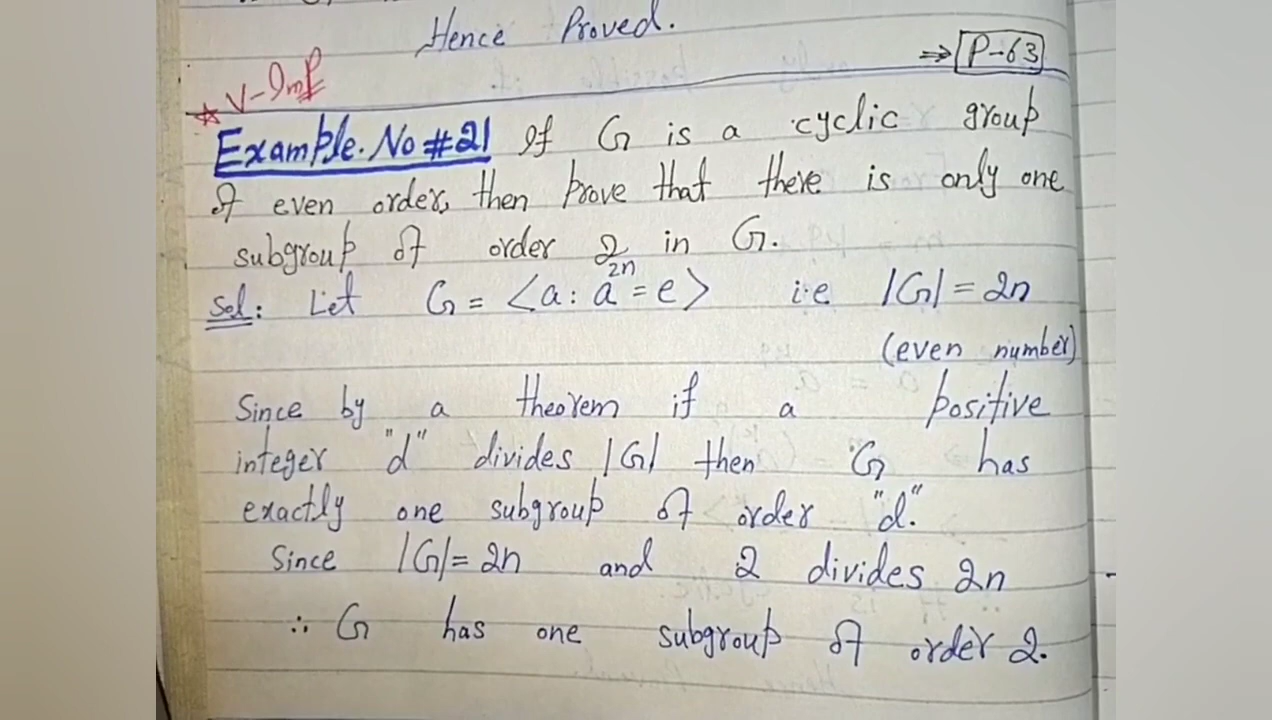 Hence Proved.
⇒ P-63
☆ V-Imp
Example. No #21 If G is a cyclic group
of even order, then prove that there is only one
subgroup of order 2 in G.
Sol: Let G = <a : a²ⁿ = e> i.e |G| = 2n
(even number)
Since by a theorem if a positive
integer "d" divides |G| then G has
exactly one subgroup of order "d".
Since |G| = 2n and 2 divides 2n
∴ G has one subgroup of order 2.